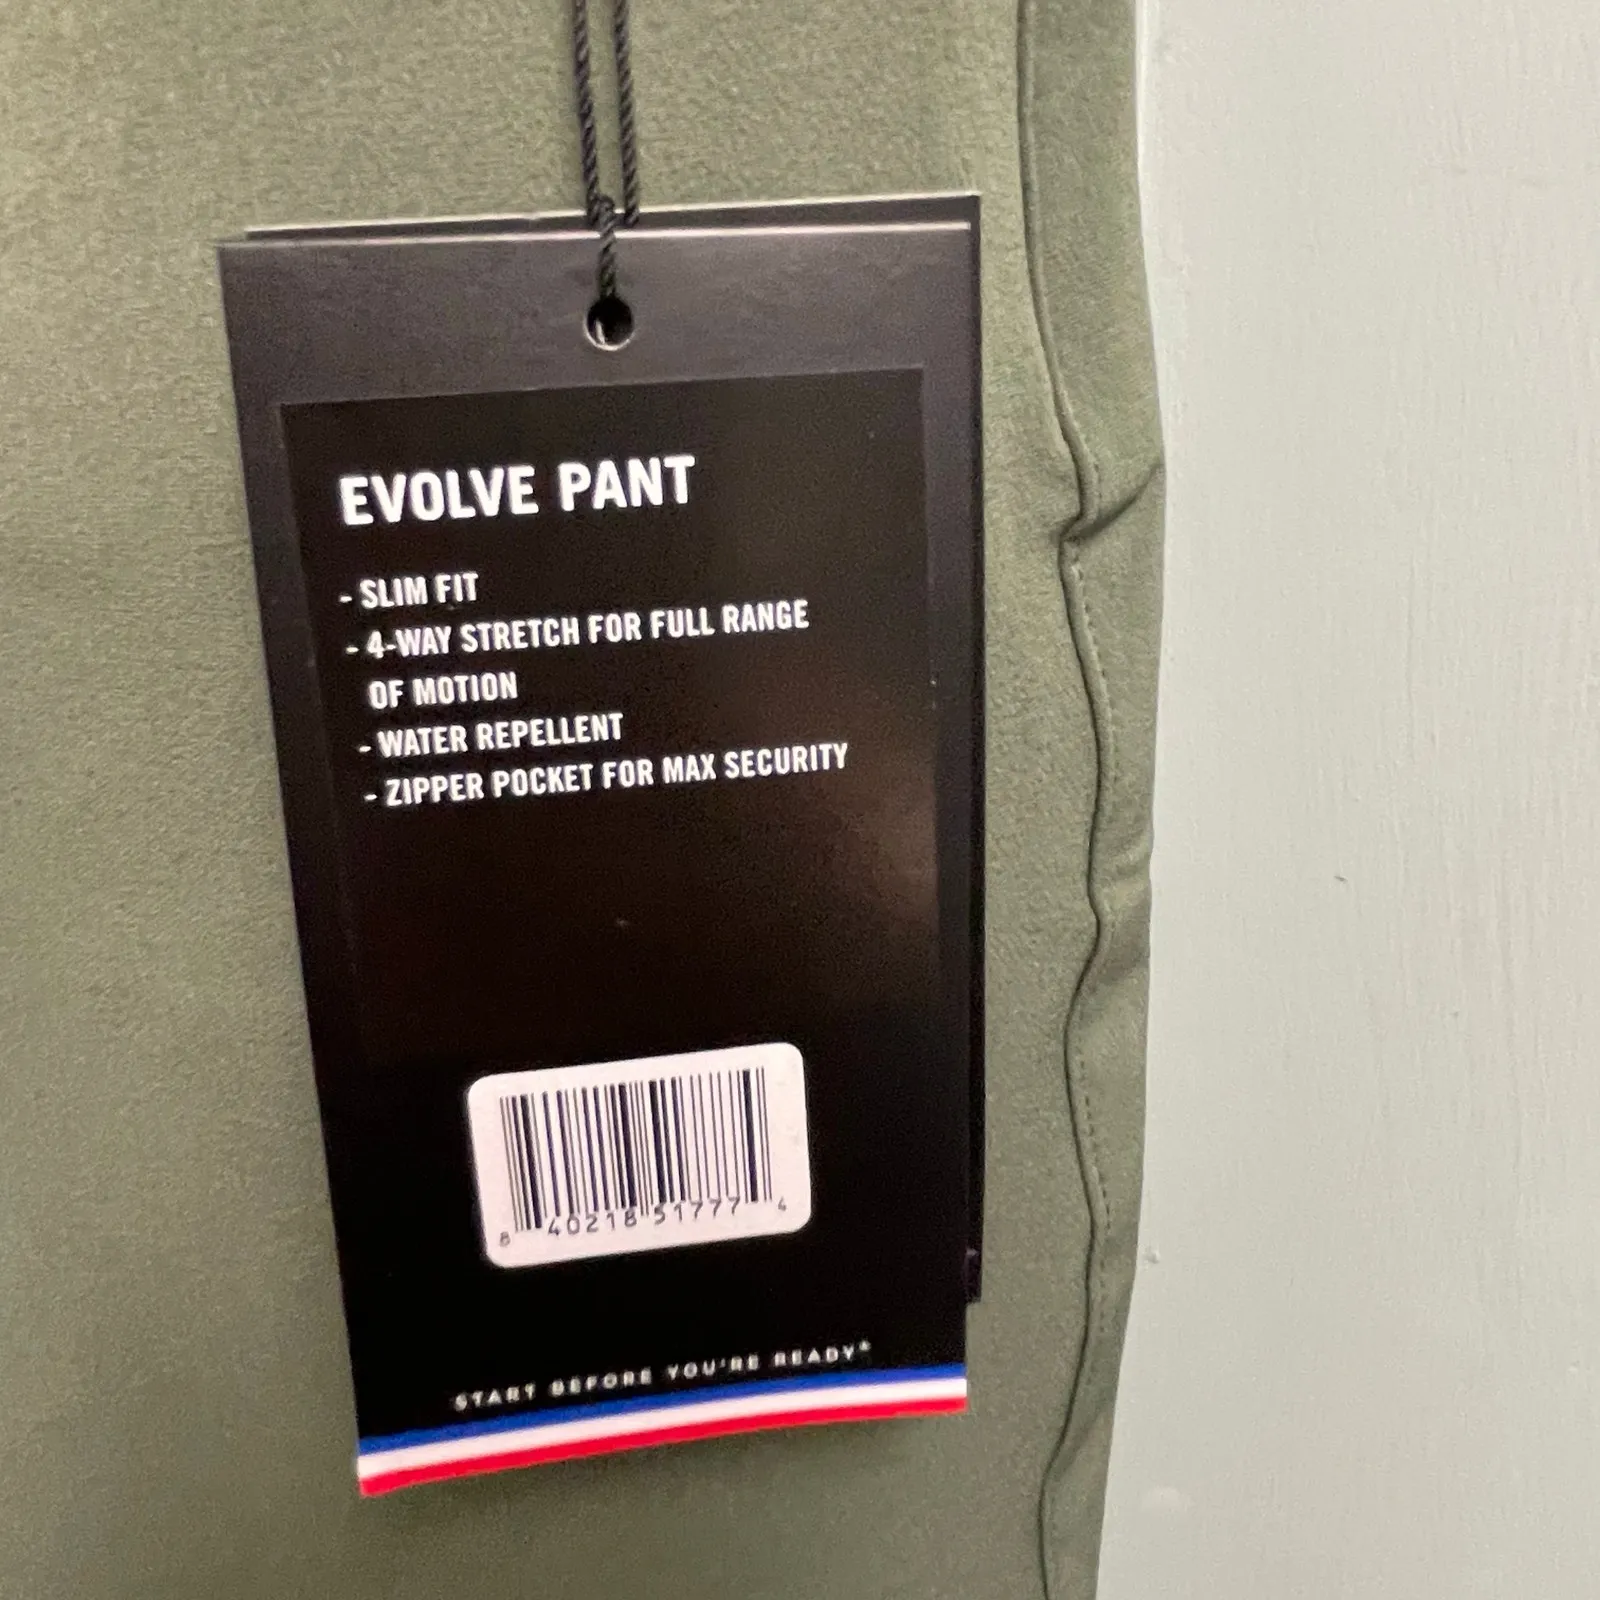 EVOLVE PANT
- SLIM FIT
- 4-WAY STRETCH FOR FULL RANGE
OF MOTION
- WATER REPELLENT
- ZIPPER POCKET FOR MAX SECURITY
8 40218 51777 4
START BEFORE YOU'RE READY®